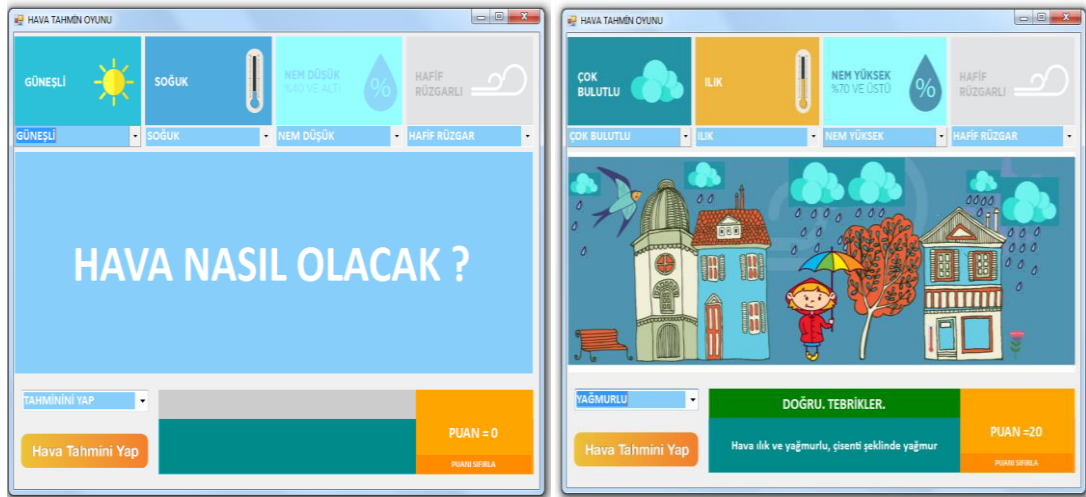 HAVA TAHMİN OYUNU
GÜNEŞLİ
SOĞUK
NEM DÜŞÜK
%40 VE ALTI
%
HAFİF
RÜZGARLI
GÜNEŞLİ
SOĞUK
NEM DÜŞÜK
HAFİF RÜZGAR
HAVA NASIL OLACAK ?
TAHMİNİNİ YAP
Hava Tahmini Yap
PUAN = 0
PUANI SIFIRLA
HAVA TAHMİN OYUNU
ÇOK
BULUTLU
ILIK
NEM YÜKSEK
%70 VE ÜSTÜ
%
HAFİF
RÜZGARLI
ÇOK BULUTLU
ILIK
NEM YÜKSEK
HAFİF RÜZGAR
YAĞMURLU
Hava Tahmini Yap
DOĞRU. TEBRİKLER.
Hava ılık ve yağmurlu, çisenti şeklinde yağmur
PUAN =20
PUANI SIFIRLA